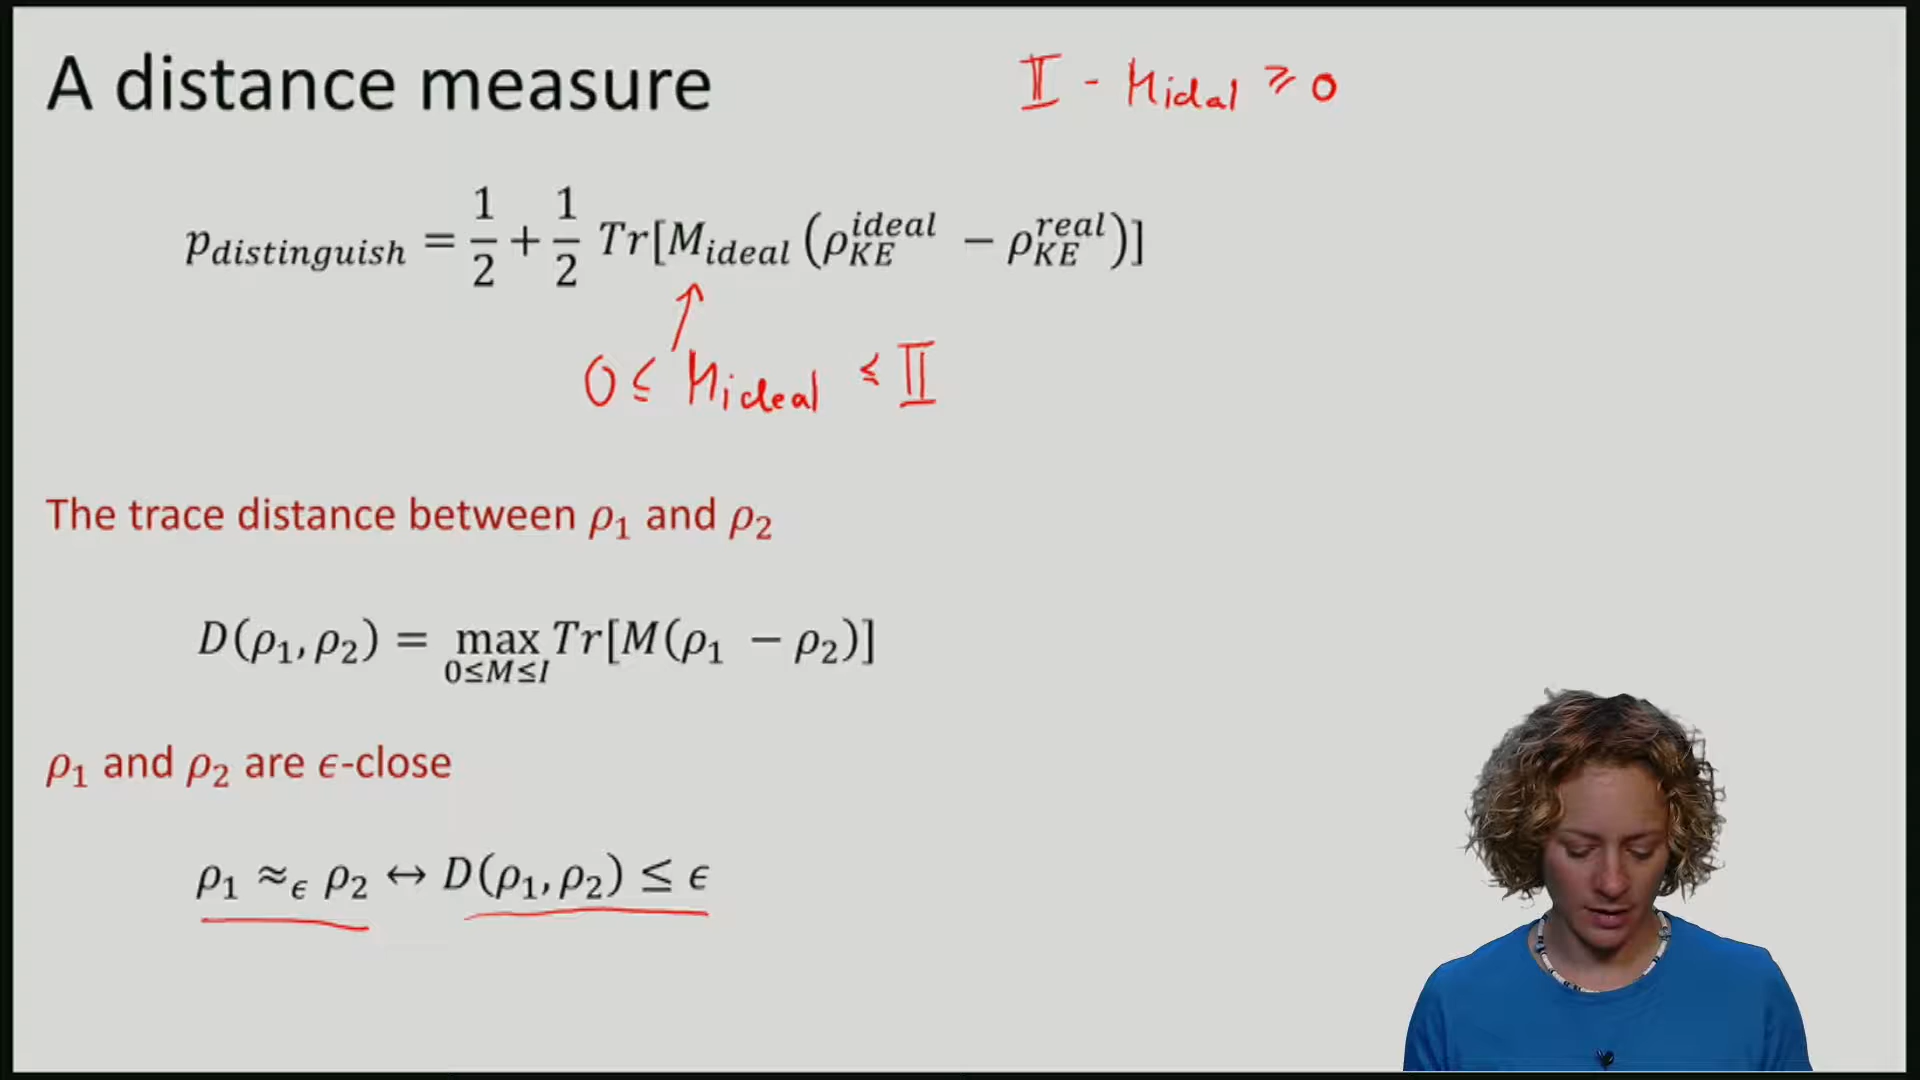 A distance measure
𝕀 - Midal ≥ 0
p_distinguish = 1/2 + 1/2 Tr[M_ideal (ρ_KE^ideal − ρ_KE^real)]
0 ≤ Mideal ≤ 𝕀
The trace distance between ρ₁ and ρ₂
D(ρ₁, ρ₂) = max_{0≤M≤I} Tr[M(ρ₁ − ρ₂)]
ρ₁ and ρ₂ are ϵ-close
ρ₁ ≈_ϵ ρ₂ ↔ D(ρ₁, ρ₂) ≤ ϵ